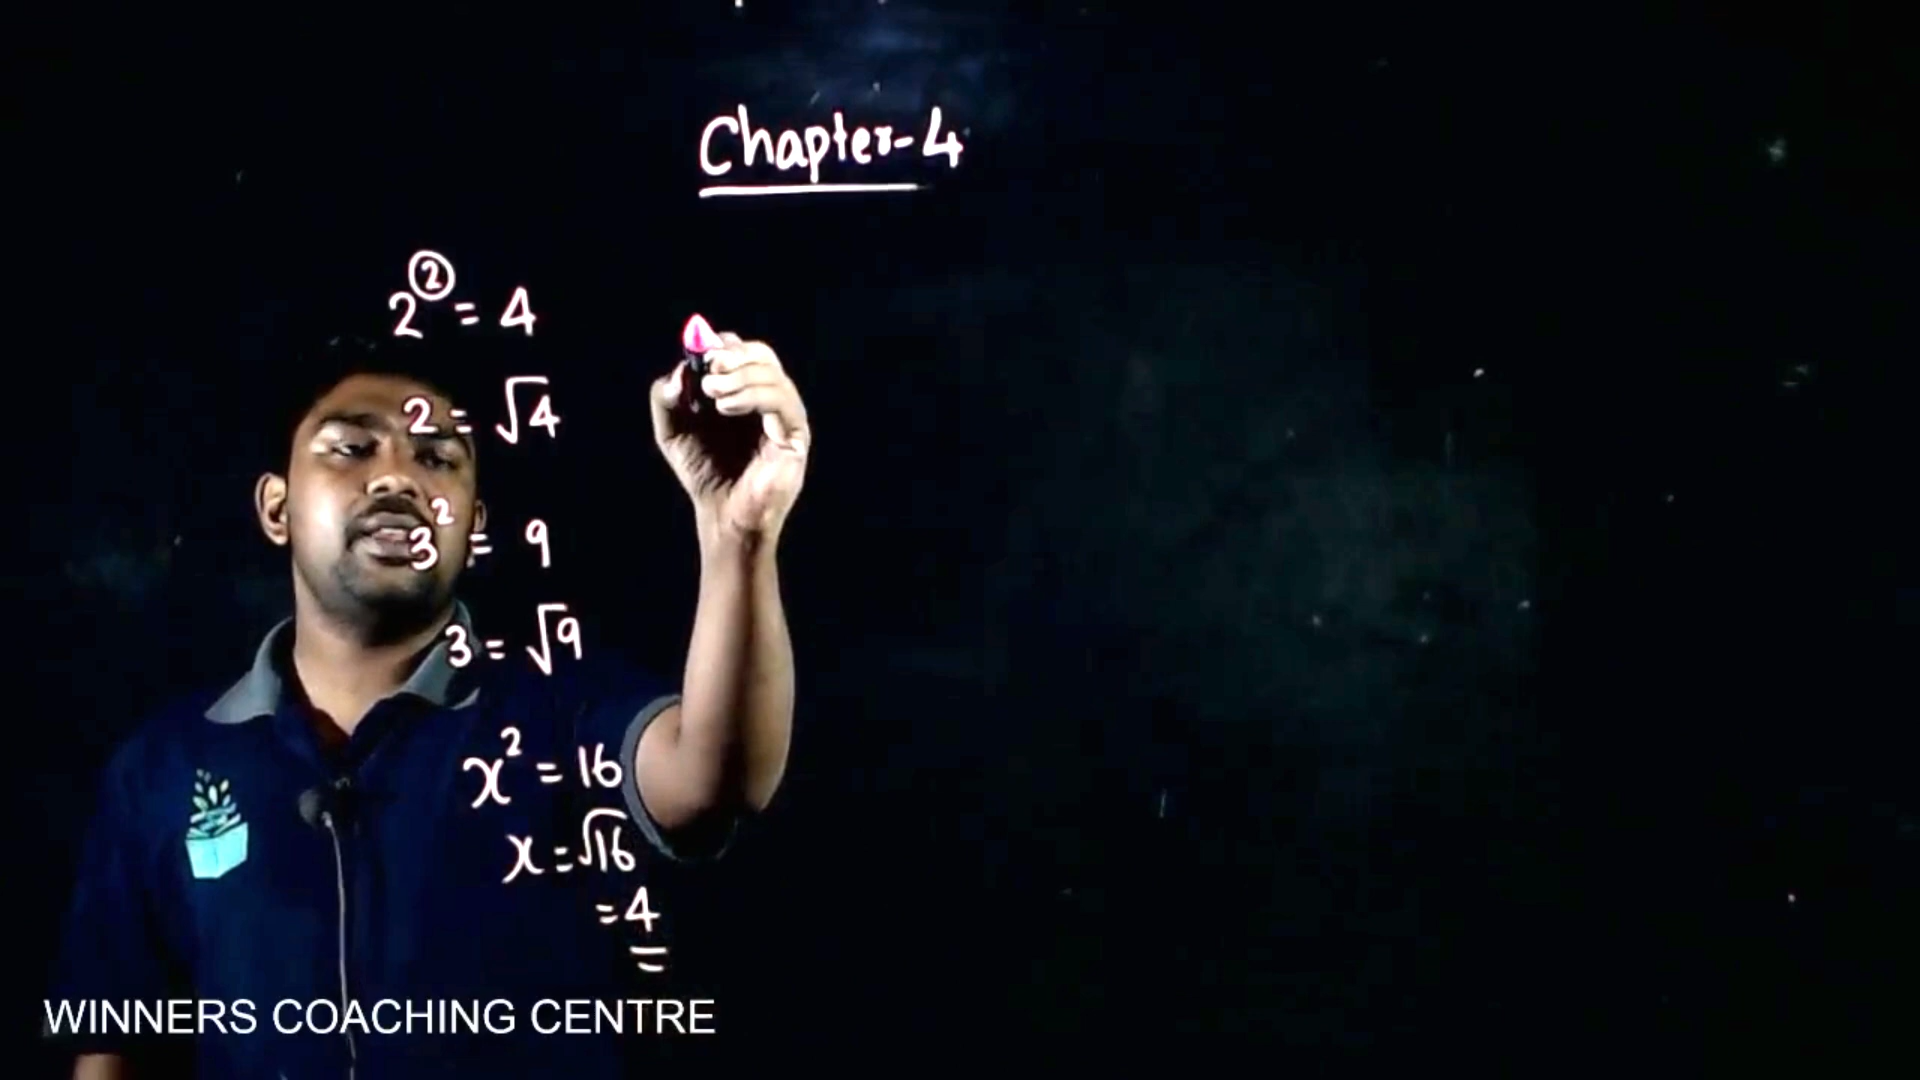 Chapter-4
2² = 4
2 = √4
3² = 9
3 = √9
x² = 16
x = √16
= 4
WINNERS COACHING CENTRE